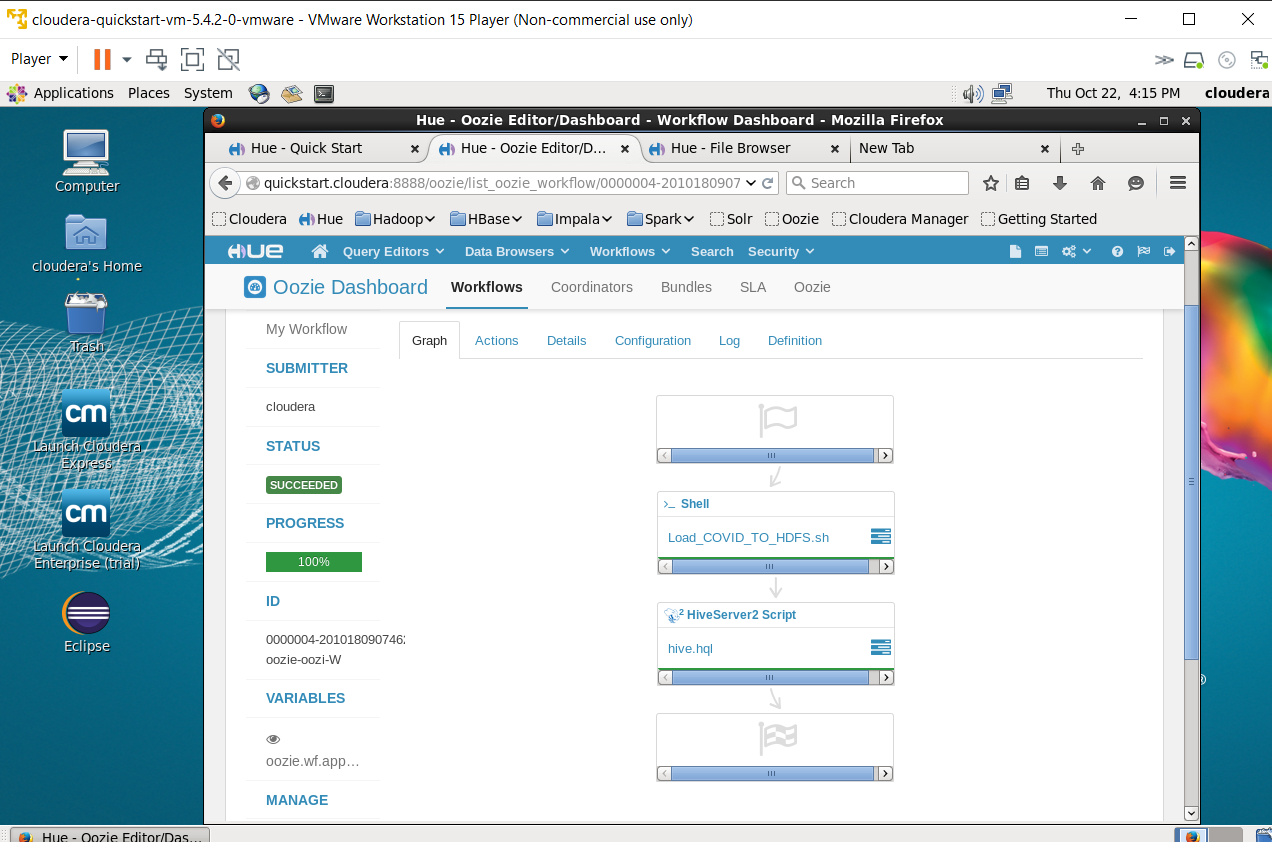 cloudera-quickstart-vm-5.4.2-0-vmware - VMware Workstation 15 Player (Non-commercial use only)
Player
Applications Places System Thu Oct 22, 4:15 PM cloudera
Hue - Oozie Editor/Dashboard - Workflow Dashboard - Mozilla Firefox
Hue - Quick Start Hue - Oozie Editor/D... Hue - File Browser New Tab
quickstart.cloudera:8888/oozie/list_oozie_workflow/0000004-2010180907 Search
Cloudera Hue Hadoop HBase Impala Spark Solr Oozie Cloudera Manager Getting Started
HUE Query Editors Data Browsers Workflows Search Security
Oozie Dashboard Workflows Coordinators Bundles SLA Oozie
My Workflow
Graph Actions Details Configuration Log Definition
SUBMITTER
cloudera
STATUS
SUCCEEDED
PROGRESS
100%
ID
0000004-201018090746
oozie-oozi-W
VARIABLES
oozie.wf.app…
MANAGE
Shell
Load_COVID_TO_HDFS.sh
2 HiveServer2 Script
hive.hql
Computer
cloudera's Home
Trash
cm
Launch Cloudera
Express
cm
Launch Cloudera
Enterprise (trial)
Eclipse
®
Hue - Oozie Editor/Das...